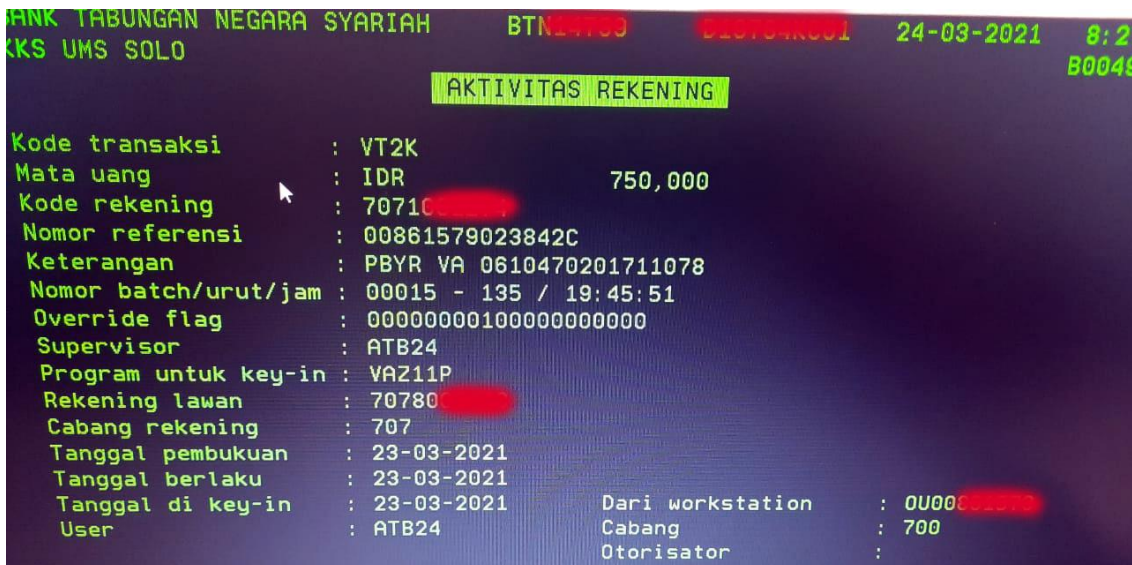 BANK TABUNGAN NEGARA SYARIAH BTN 24-03-2021 8:2
KKS UMS SOLO B0049
AKTIVITAS REKENING
Kode transaksi : VT2K
Mata uang : IDR 750,000
Kode rekening : 7071
Nomor referensi : 00861579023842C
Keterangan : PBYR VA 0610470201711078
Nomor batch/urut/jam : 00015 - 135 / 19:45:51
Override flag : 00000000100000000000
Supervisor : ATB24
Program untuk key-in : VAZ11P
Rekening lawan : 70780
Cabang rekening : 707
Tanggal pembukuan : 23-03-2021
Tanggal berlaku : 23-03-2021
Tanggal di key-in : 23-03-2021 Dari workstation : OU00
User : ATB24 Cabang : 700
Otorisator :